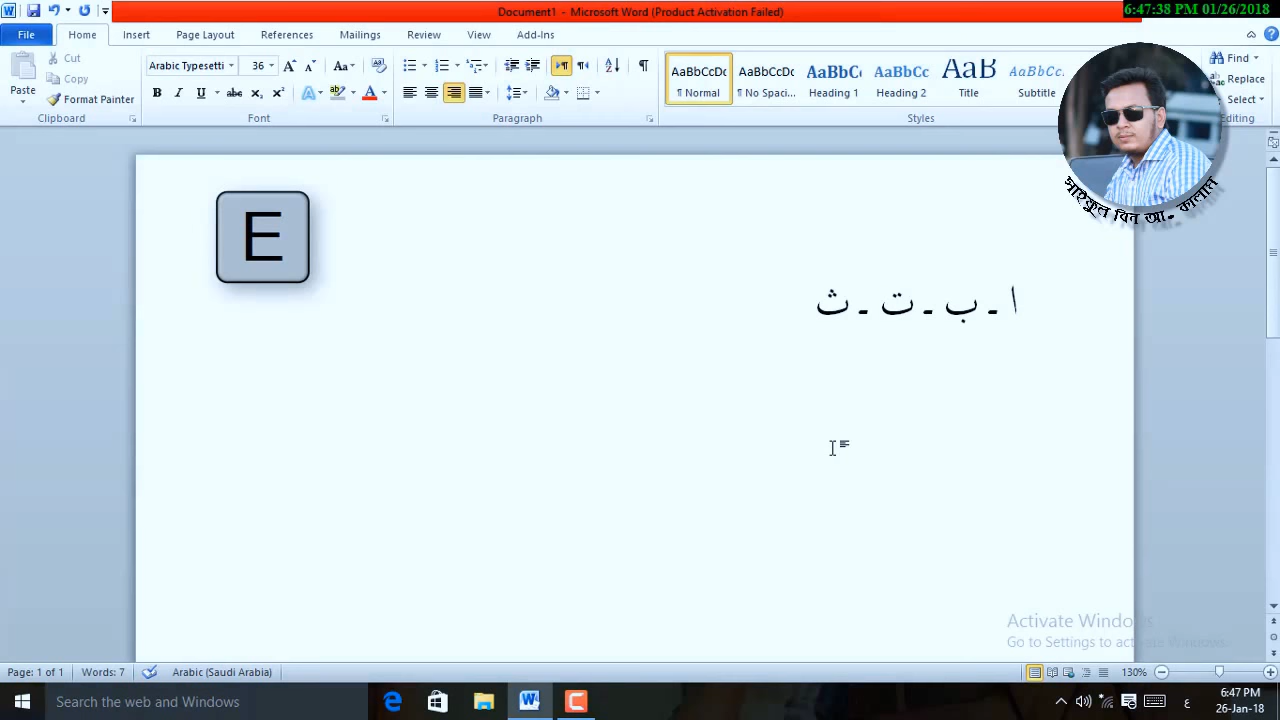 Document1 - Microsoft Word (Product Activation Failed)
6:47:38 PM 01/26/2018
File Home Insert Page Layout References Mailings Review View Add-Ins
Cut
Copy
Format Painter
Paste
Clipboard
Arabic Typesetti 36
Font
Paragraph
AaBbCcDc AaBbCcDc AaBbC AaBbCc AaB AaBbCc.
¶ Normal ¶ No Spaci... Heading 1 Heading 2 Title Subtitle
Styles
Find
Replace
Select
Editing
সাইফুল বিন আ. কালাম
E
ا ۔ ب ۔ ت ۔ ث
Activate Windows
Go to Settings to activate Windows.
Page: 1 of 1 Words: 7 Arabic (Saudi Arabia) 130%
Search the web and Windows
ع
6:47 PM
26-Jan-18